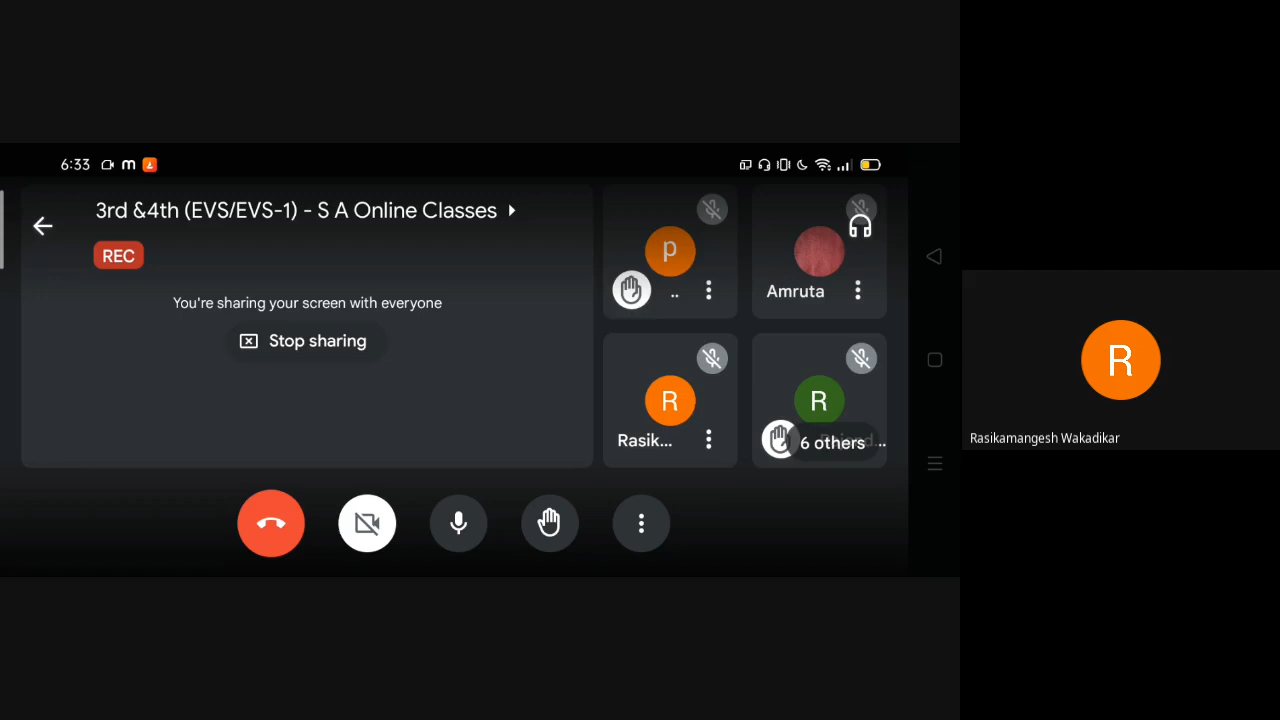 6:33
3rd &4th (EVS/EVS-1) - S A Online Classes
REC
You're sharing your screen with everyone
Stop sharing
P
..
Amruta
R
Rasik...
R
6 others
R
Rasikamangesh Wakadikar